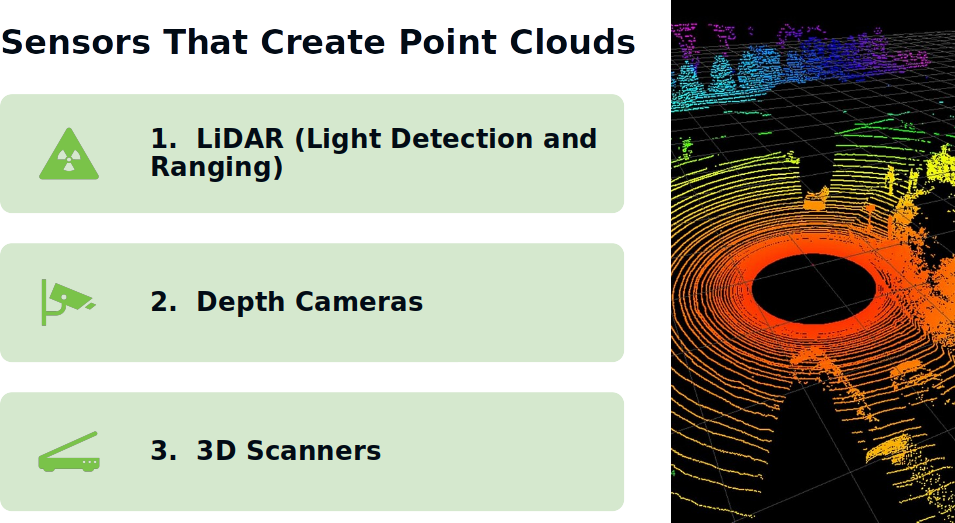 Sensors That Create Point Clouds
1. LiDAR (Light Detection and
Ranging)
2. Depth Cameras
3. 3D Scanners